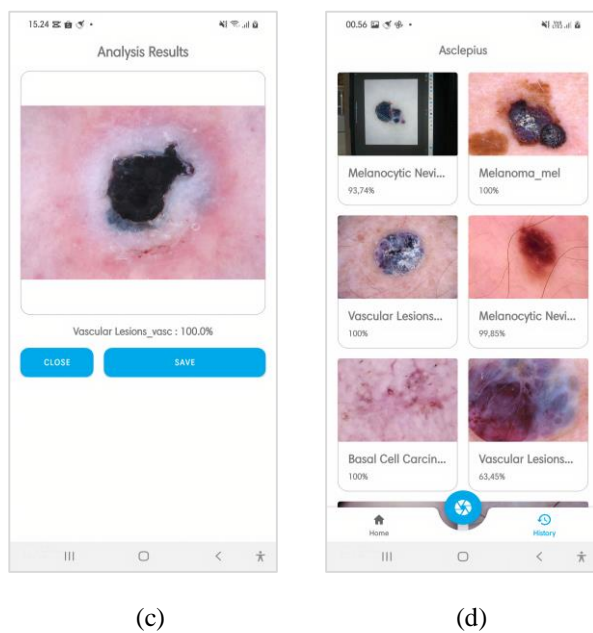 15.24
Analysis Results
Vascular Lesions_vasc : 100.0%
CLOSE
SAVE
(c)
00.56
Asclepius
Melanocytic Nevi...
93,74%
Melanoma_mel
100%
Vascular Lesions...
100%
Melanocytic Nevi...
99,85%
Basal Cell Carcin...
100%
Vascular Lesions...
63,45%
Home
History
(d)